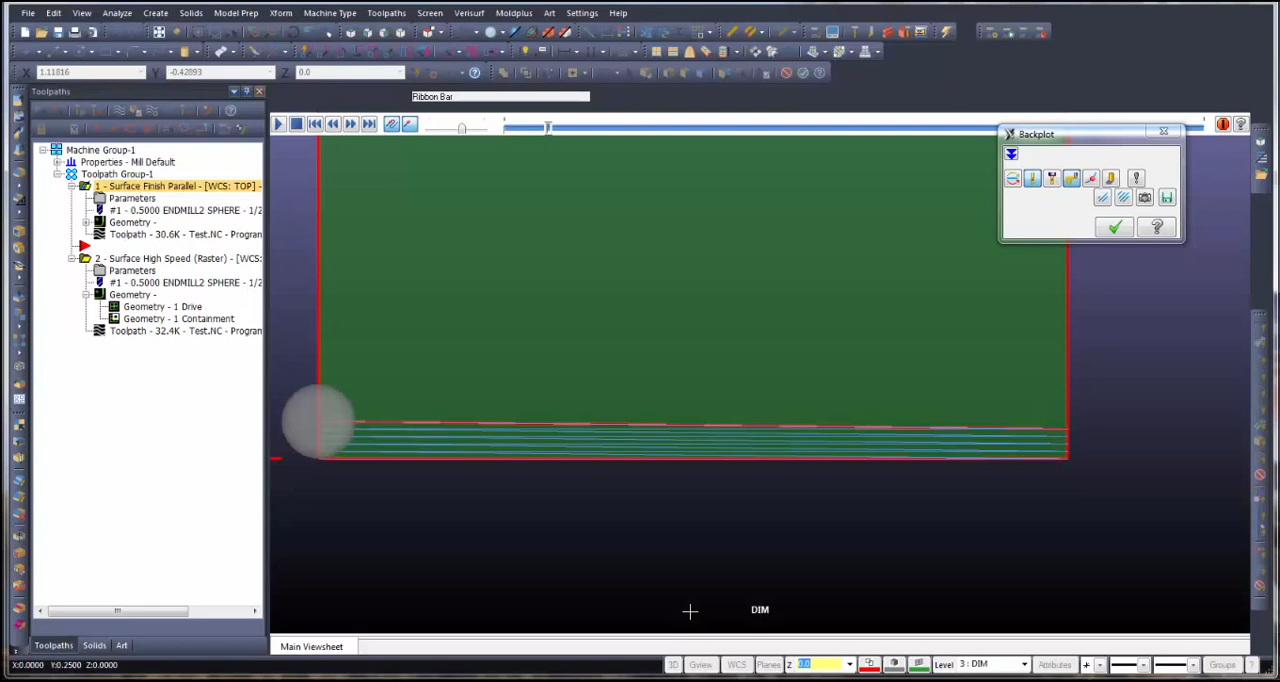 File Edit View Analyze Create Solids Model Prep Xform Machine Type Toolpaths Screen Verisurf Moldplus Art Settings Help
X 1.11816 Y -0.42893 Z 0.0
Toolpaths
Ribbon Bar
Backplot
Machine Group-1
Properties - Mill Default
Toolpath Group-1
1 - Surface Finish Parallel - [WCS: TOP] -
Parameters
#1 - 0.5000 ENDMILL2 SPHERE - 1/2
Geometry -
Toolpath - 30.6K - Test.NC - Progran
2 - Surface High Speed (Raster) - [WCS:
Parameters
#1 - 0.5000 ENDMILL2 SPHERE - 1/2
Geometry -
Geometry - 1 Drive
Geometry - 1 Containment
Toolpath - 32.4K - Test.NC - Progran
DIM
Toolpaths Solids Art
Main Viewsheet
X:0.0000 Y:0.2500 Z:0.0000
3D Gview WCS Planes Z 0.0 Level 3 : DIM Attributes Groups ?